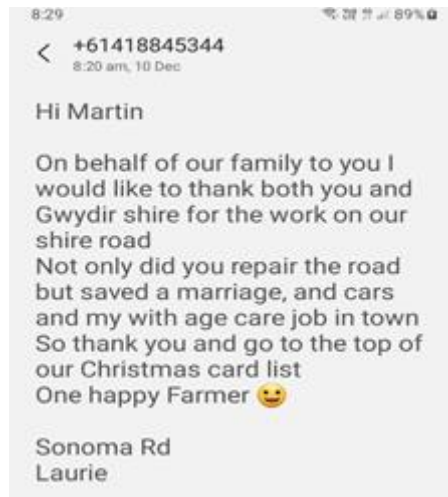 8:29
89%
+61418845344
8:20 am, 10 Dec
Hi Martin
On behalf of our family to you I
would like to thank both you and
Gwydir shire for the work on our
shire road
Not only did you repair the road
but saved a marriage, and cars
and my with age care job in town
So thank you and go to the top of
our Christmas card list
One happy Farmer 😀
Sonoma Rd
Laurie